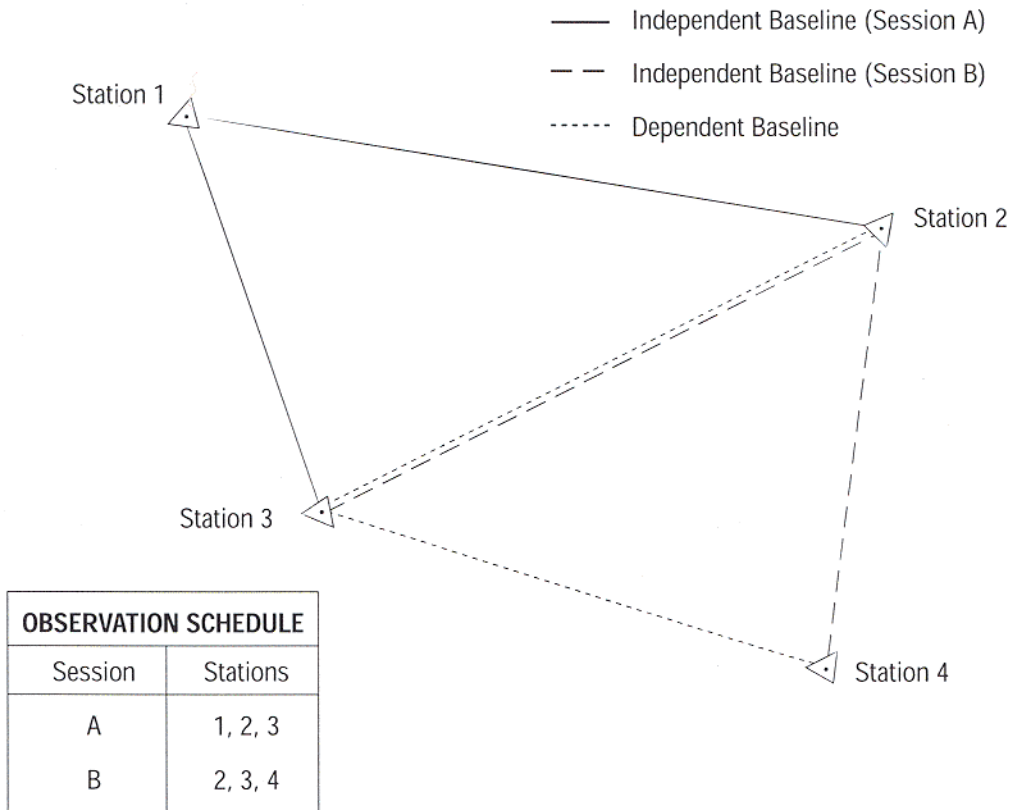 Independent Baseline (Session A)
Independent Baseline (Session B)
Dependent Baseline
Station 1
Station 2
Station 3
Station 4
OBSERVATION SCHEDULE
Session Stations
A 1, 2, 3
B 2, 3, 4